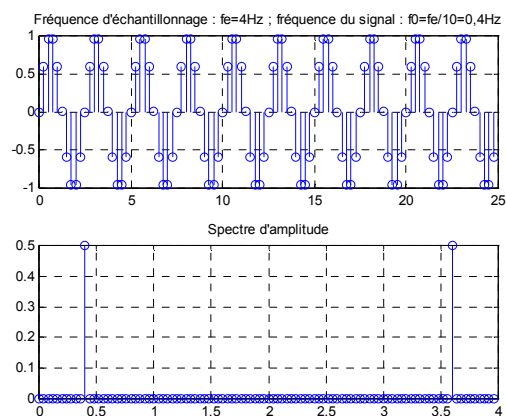 Fréquence d'échantillonnage : fe=4Hz ; fréquence du signal : f0=fe/10=0,4Hz
1
0.5
0
-0.5
-1
0 5 10 15 20 25
Spectre d'amplitude
0.5
0.4
0.3
0.2
0.1
0
0 0.5 1 1.5 2 2.5 3 3.5 4